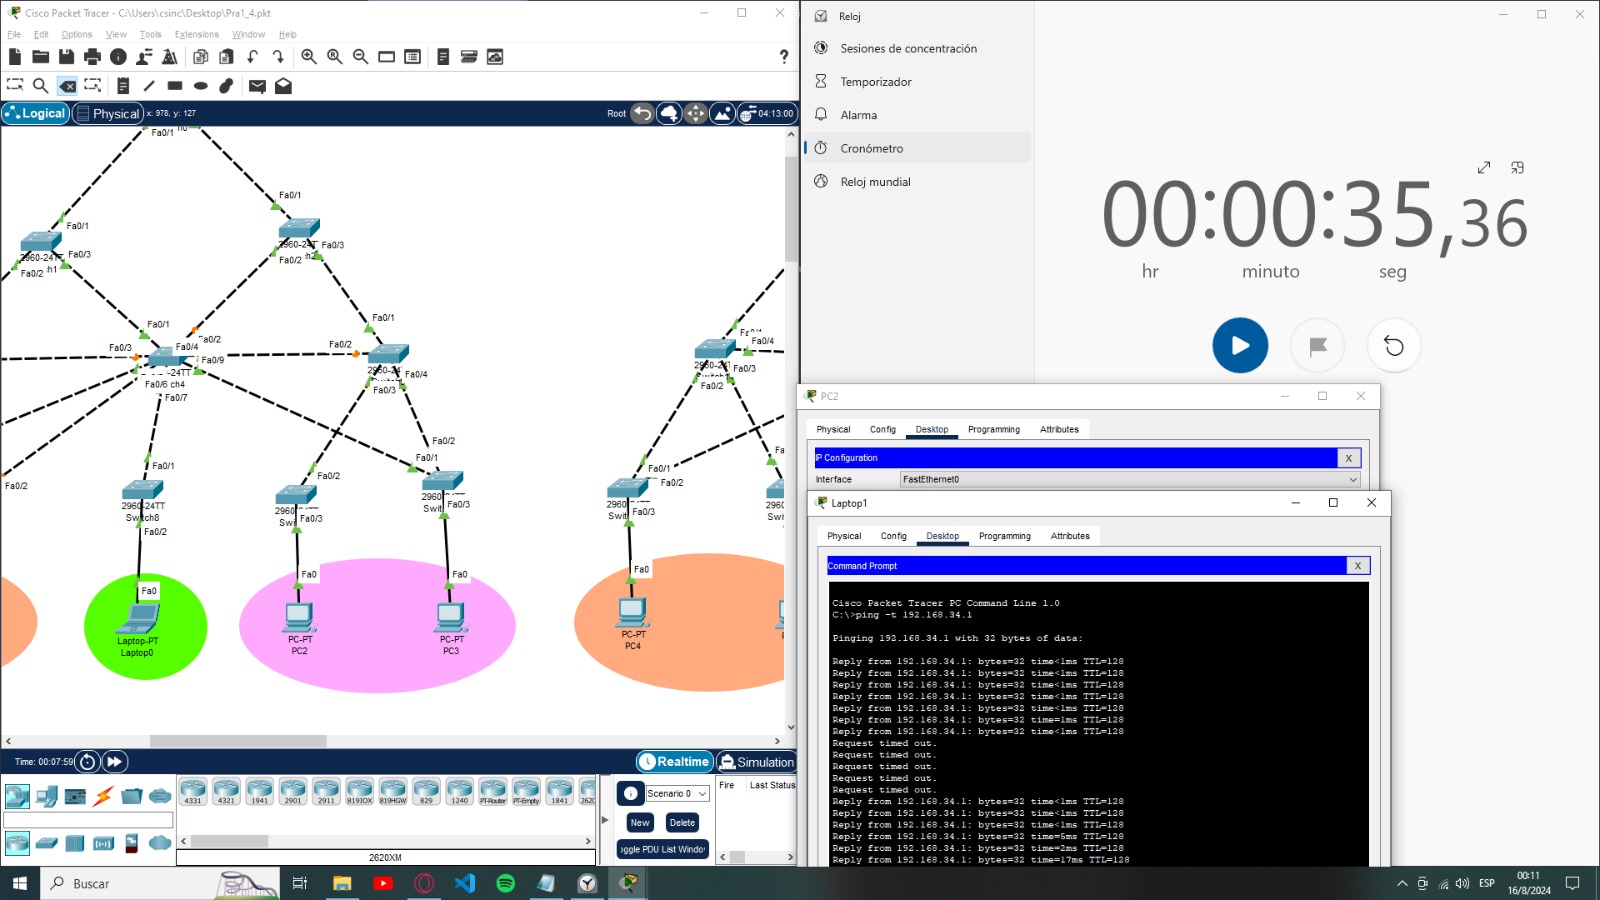 Cisco Packet Tracer - C:\Users\csinc\Desktop\Pra1_4.pkt
File Edit Options View Tools Extensions Window Help
Logical Physical x: 978, y: 127 Root 04:13:00
Fa0/1
Fa0/1
Fa0/1
2960-24TT
Fa0/3
Fa0/2
Fa0/3
Fa0/2
Fa0/1
Fa0/2
Fa0/3
Fa0/4
Fa0/9
-24TT
Fa0/6 ch4
Fa0/7
Fa0/1
Fa0/2
Fa0/4
Fa0/3
Fa0/4
Fa0/3
Fa0/2
Fa0/2
Fa0/1
2960-24TT
Switch8
Fa0/2
Fa0/2
Fa0/3
Fa0/2
Fa0/1
2960-24TT
Fa0/3
Fa0/1
Fa0/2
Fa0/3
Fa0
Laptop-PT
Laptop0
Fa0
PC-PT
PC2
Fa0
PC-PT
PC3
Fa0
PC-PT
PC4
Time: 00:07:59 Realtime Simulation
4331 4321 1941 2901 2911 819IOX 819HGW 829 1240 PT-Router PT-Empty 1841 262
2620XM
Scenario 0
New Delete
oggle PDU List Windo
Fire Last Status
Reloj
Sesiones de concentración
Temporizador
Alarma
Cronómetro
Reloj mundial
00:00:35,36
hr minuto seg
PC2
Physical Config Desktop Programming Attributes
IP Configuration X
Interface FastEthernet0
Laptop1
Physical Config Desktop Programming Attributes
Command Prompt X
Cisco Packet Tracer PC Command Line 1.0
C:\>ping -t 192.168.34.1
Pinging 192.168.34.1 with 32 bytes of data:
Reply from 192.168.34.1: bytes=32 time<1ms TTL=128
Reply from 192.168.34.1: bytes=32 time<1ms TTL=128
Reply from 192.168.34.1: bytes=32 time<1ms TTL=128
Reply from 192.168.34.1: bytes=32 time<1ms TTL=128
Reply from 192.168.34.1: bytes=32 time<1ms TTL=128
Reply from 192.168.34.1: bytes=32 time=1ms TTL=128
Reply from 192.168.34.1: bytes=32 time<1ms TTL=128
Request timed out.
Request timed out.
Request timed out.
Request timed out.
Request timed out.
Reply from 192.168.34.1: bytes=32 time<1ms TTL=128
Reply from 192.168.34.1: bytes=32 time<1ms TTL=128
Reply from 192.168.34.1: bytes=32 time<1ms TTL=128
Reply from 192.168.34.1: bytes=32 time=5ms TTL=128
Reply from 192.168.34.1: bytes=32 time=2ms TTL=128
Reply from 192.168.34.1: bytes=32 time=17ms TTL=128
Buscar
ESP
00:11
16/8/2024